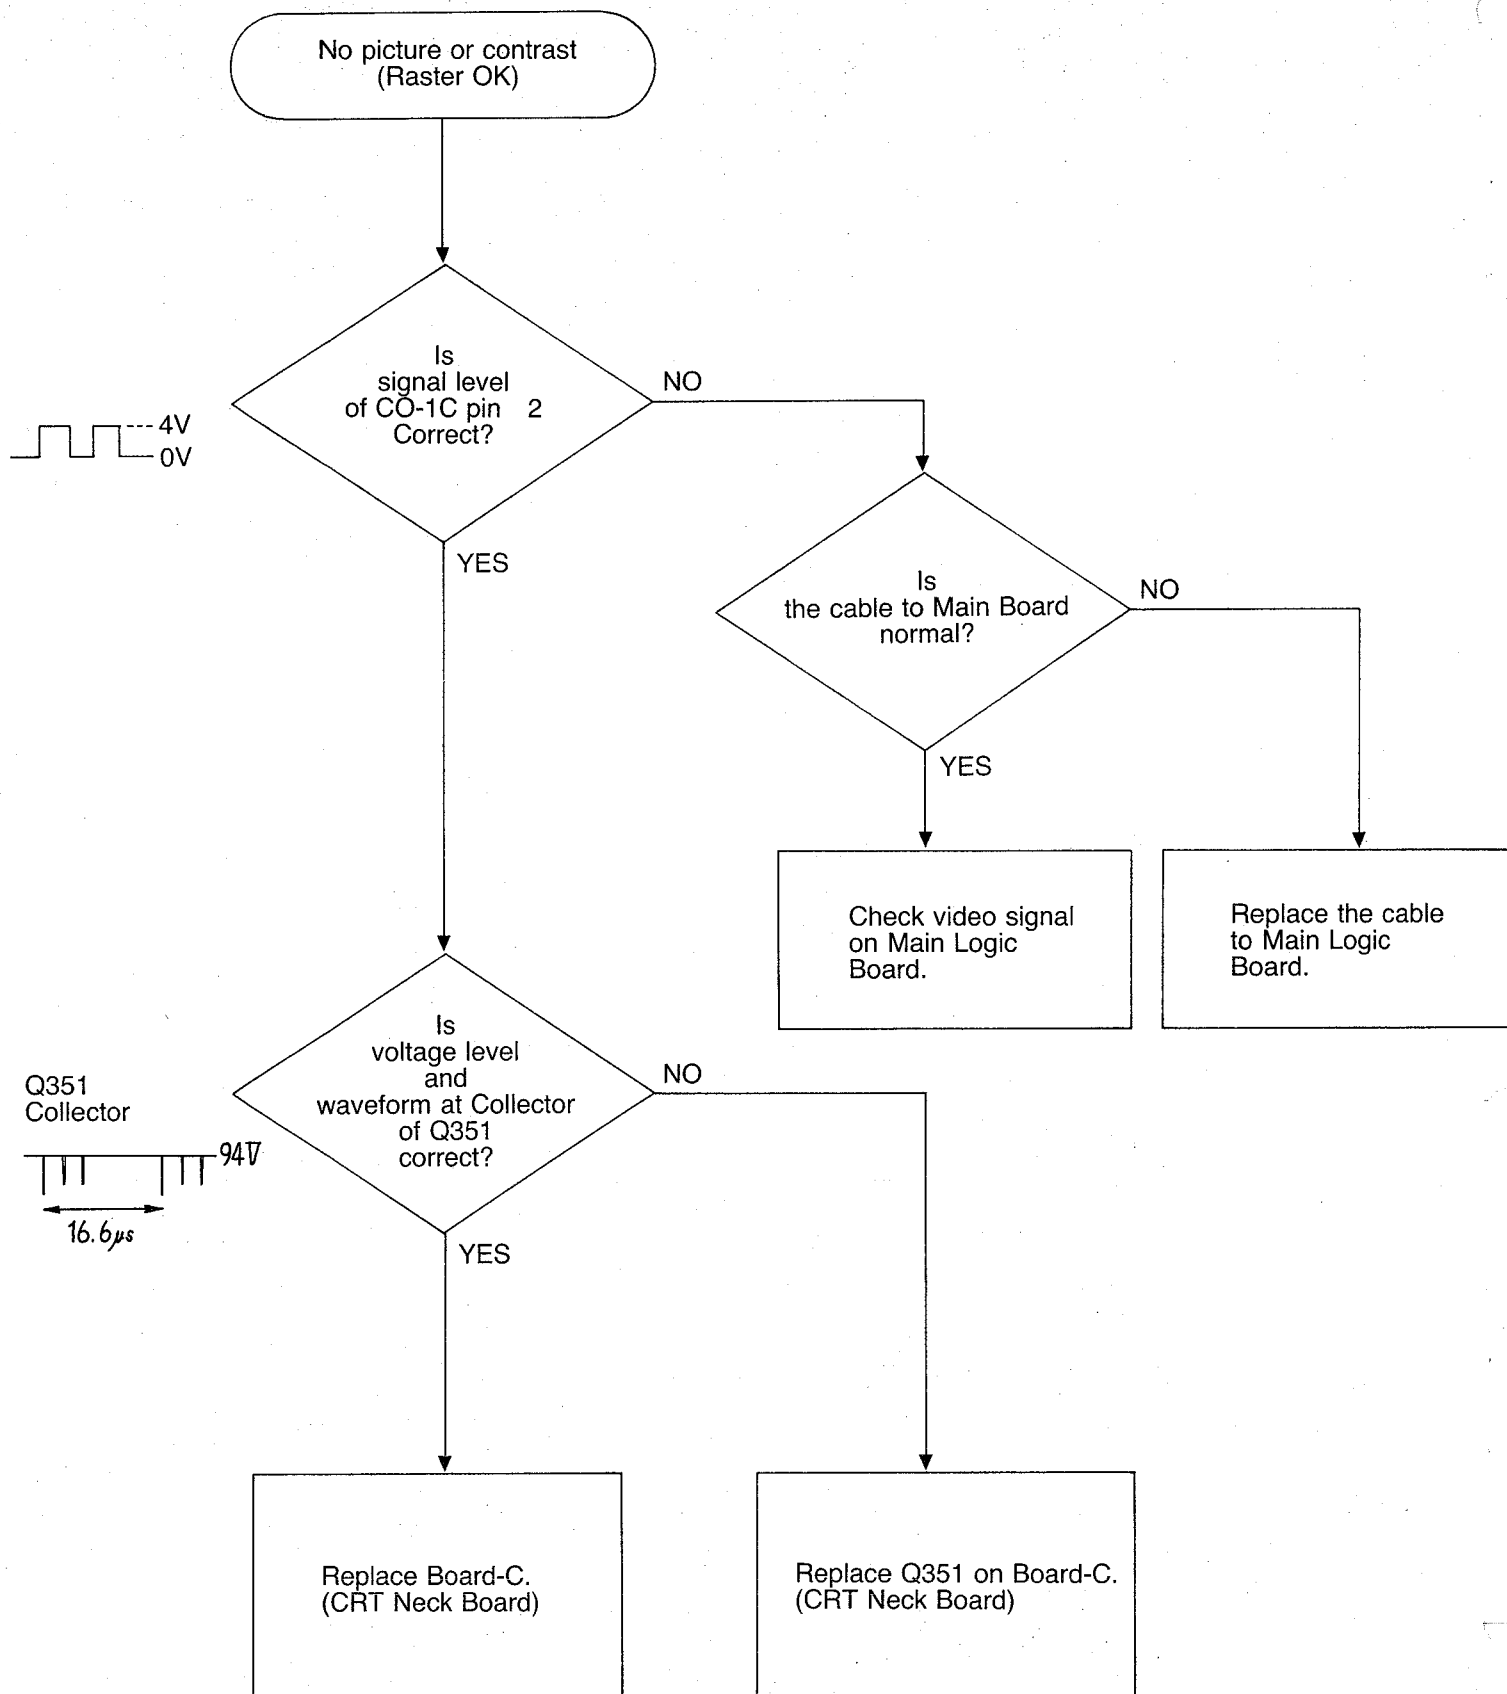 No picture or contrast
(Raster OK)
Is
signal level
of CO-1C pin 2
Correct?
NO
4V
0V
YES
Is
the cable to Main Board
normal?
NO
YES
Check video signal
on Main Logic
Board.
Replace the cable
to Main Logic
Board.
Is
voltage level
and
waveform at Collector
of Q351
correct?
NO
Q351
Collector
94V
16.6μs
YES
Replace Board-C.
(CRT Neck Board)
Replace Q351 on Board-C.
(CRT Neck Board)